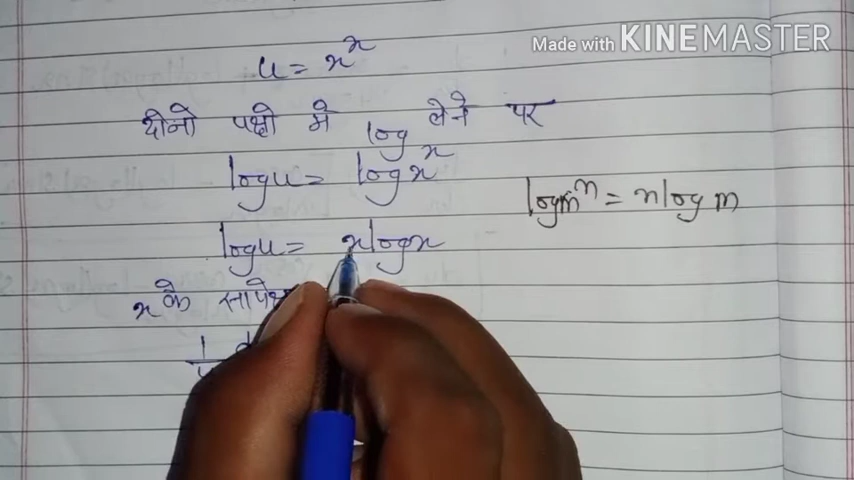 Made with KINEMASTER
u = x^x
दोनो पक्षो मे log लेने पर
log u = log x^x
log m^n = n log m
log u = x log x
x के सापेक्ष